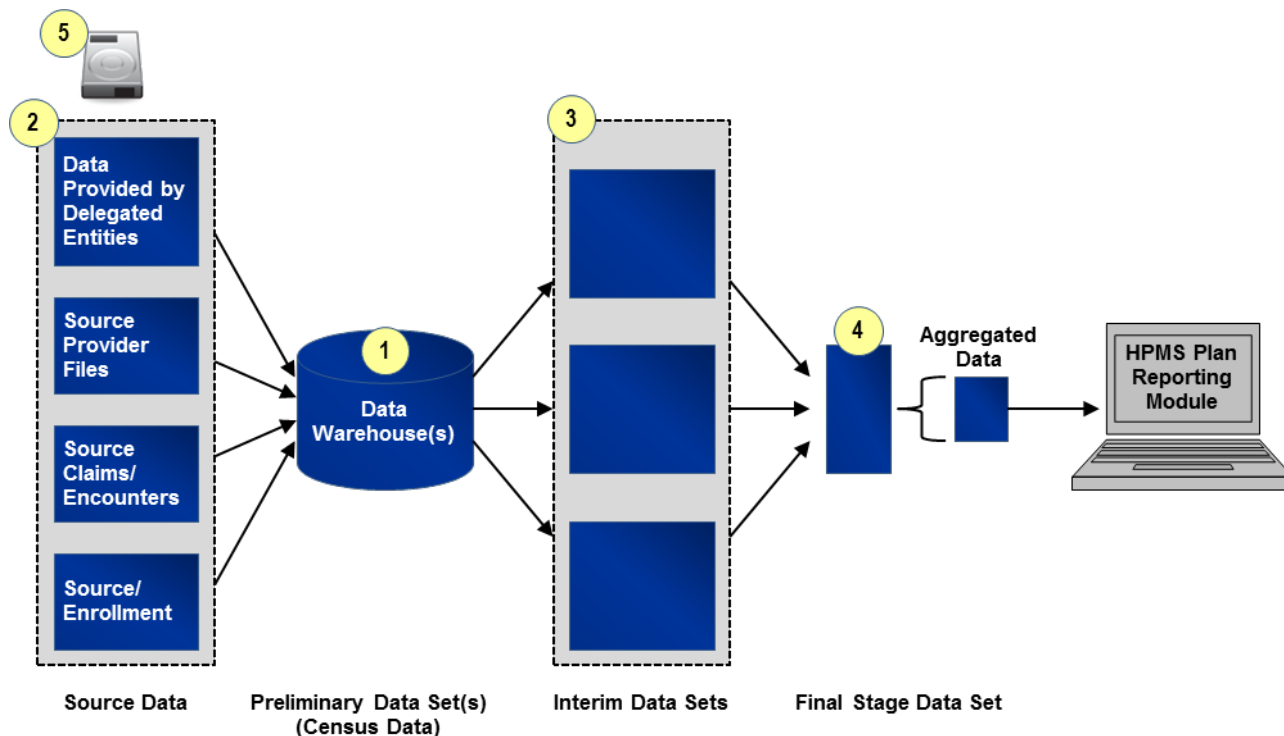 5
2
Data
Provided by
Delegated
Entities
Source
Provider
Files
Source
Claims/
Encounters
Source/
Enrollment
1
Data
Warehouse(s)
3
4
Aggregated
Data
HPMS Plan
Reporting
Module
Source Data
Preliminary Data Set(s)
(Census Data)
Interim Data Sets
Final Stage Data Set